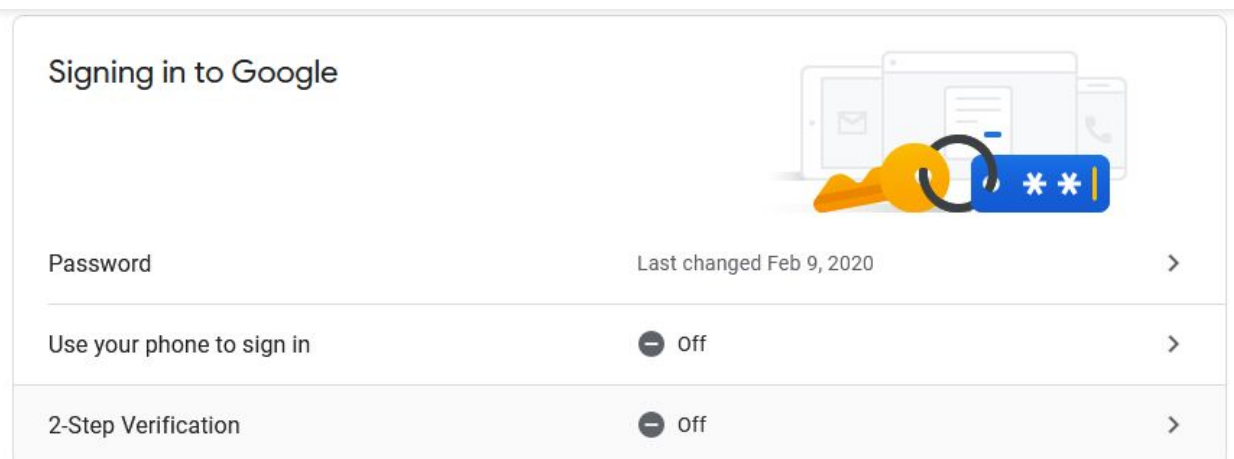 Signing in to Google
**
Password Last changed Feb 9, 2020
Use your phone to sign in Off
2-Step Verification Off